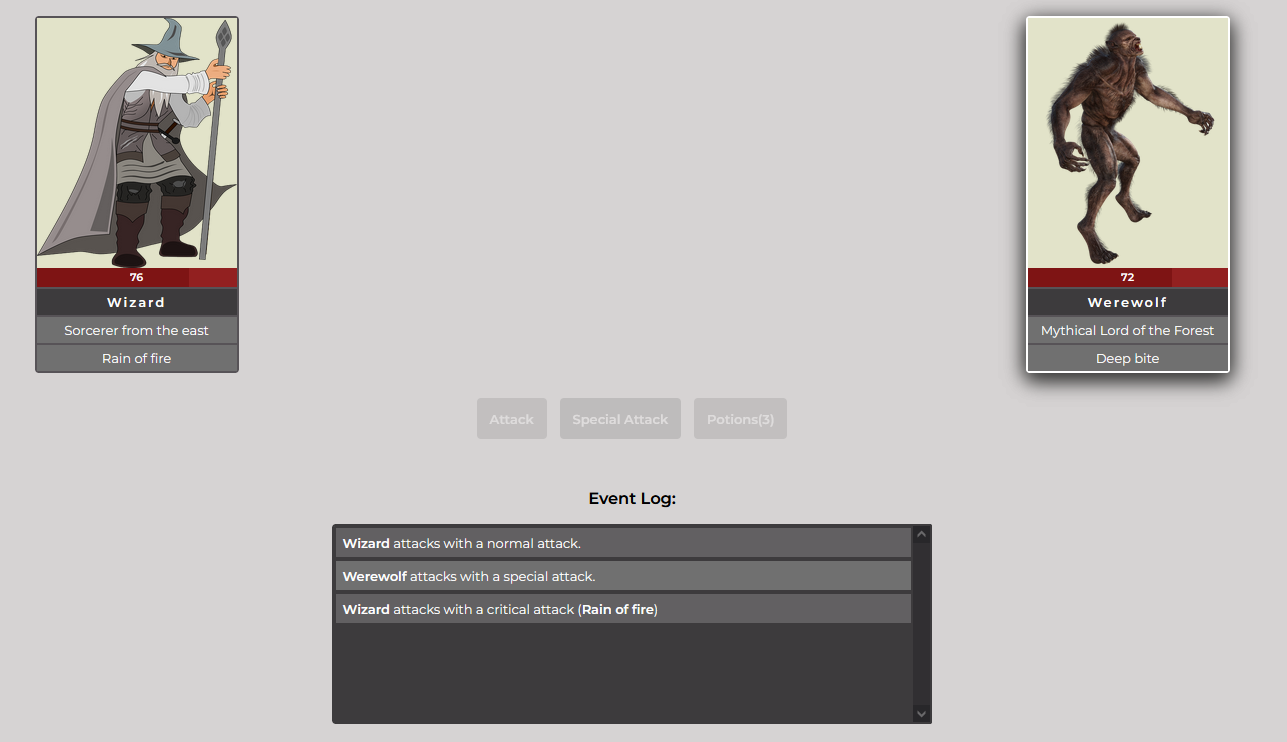 76
Wizard
Sorcerer from the east
Rain of fire
72
Werewolf
Mythical Lord of the Forest
Deep bite
Attack
Special Attack
Potions(3)
Event Log:
Wizard attacks with a normal attack.
Werewolf attacks with a special attack.
Wizard attacks with a critical attack (Rain of fire)